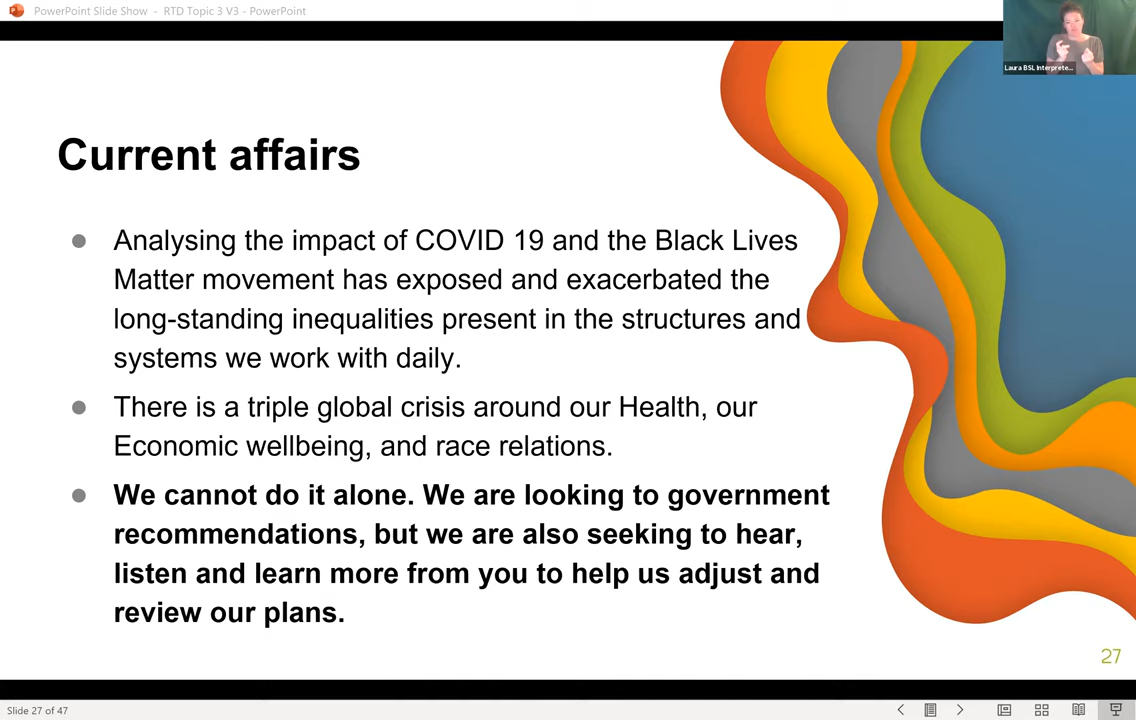 PowerPoint Slide Show - RTD Topic 3 V3 - PowerPoint
Laura BSL Interprete...
Current affairs
Analysing the impact of COVID 19 and the Black Lives
Matter movement has exposed and exacerbated the
long-standing inequalities present in the structures and
systems we work with daily.
There is a triple global crisis around our Health, our
Economic wellbeing, and race relations.
We cannot do it alone. We are looking to government
recommendations, but we are also seeking to hear,
listen and learn more from you to help us adjust and
review our plans.
27
Slide 27 of 47